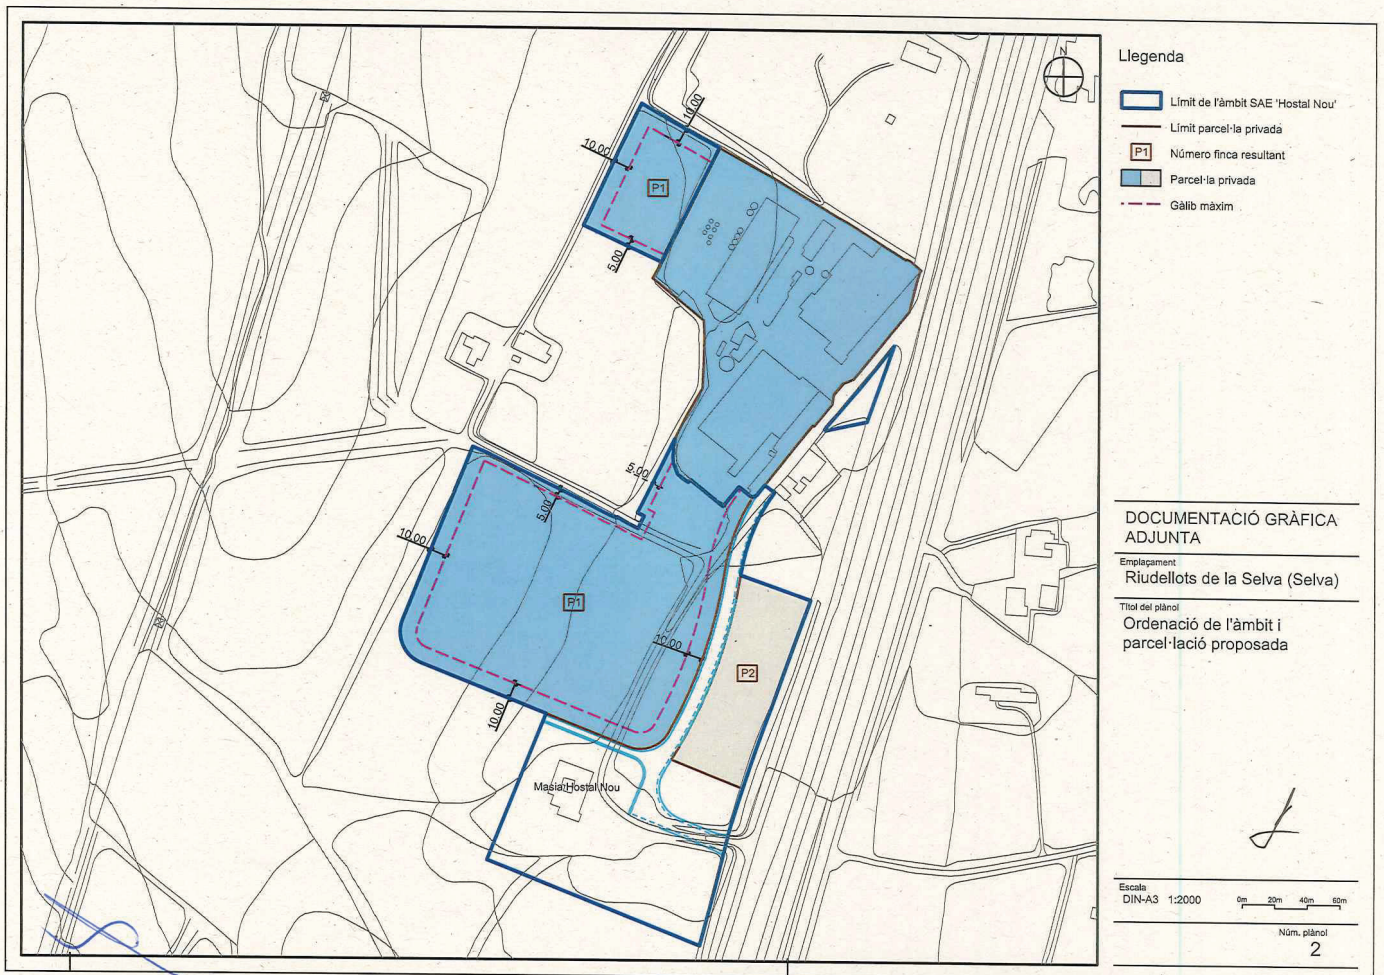 N
10.00
10.00
P1
5.00
5.00
5.00
10.00
P1
10.00
P2
10.00
Masia Hostal Nou
Llegenda
Límit de l'àmbit SAE 'Hostal Nou'
Límit parcel·la privada
P1 Número finca resultant
Parcel·la privada
Gàlib màxim
DOCUMENTACIÓ GRÀFICA
ADJUNTA
Emplaçament
Riudellots de la Selva (Selva)
Títol del plànol
Ordenació de l'àmbit i
parcel·lació proposada
Escala
DIN-A3 1:2000
0m 20m 40m 60m
Núm. plànol
2